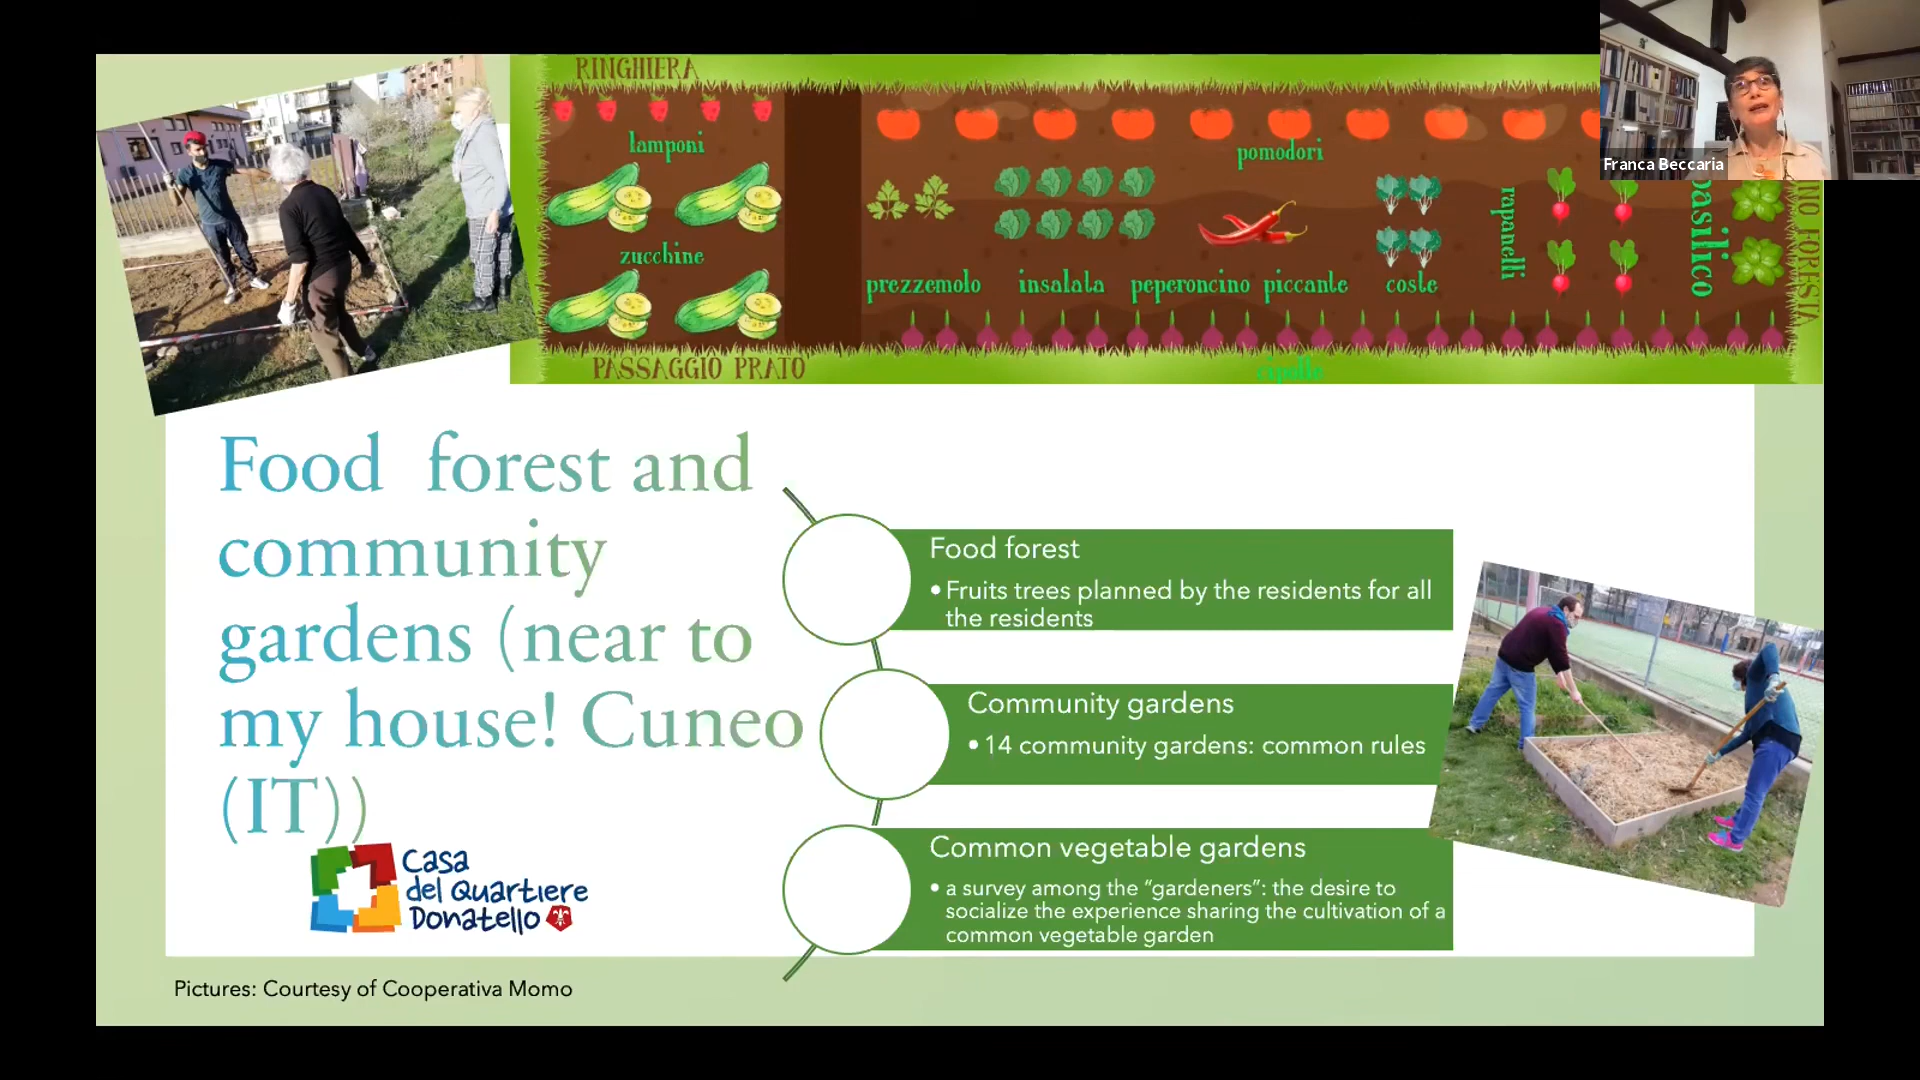 RINGHIERA
lamponi
pomodori
Franca Beccaria
rapanelli
basilico
zucchine
prezzemolo insalata peperoncino piccante coste
PASSAGGIO PRATO
cipolle
Food forest and
community
gardens (near to
my house! Cuneo
(IT))
Food forest
• Fruits trees planned by the residents for all
the residents
Community gardens
• 14 community gardens: common rules
Common vegetable gardens
• a survey among the “gardeners”: the desire to
socialize the experience sharing the cultivation of a
common vegetable garden
Casa
del Quartiere
Donatello
Pictures: Courtesy of Cooperativa Momo